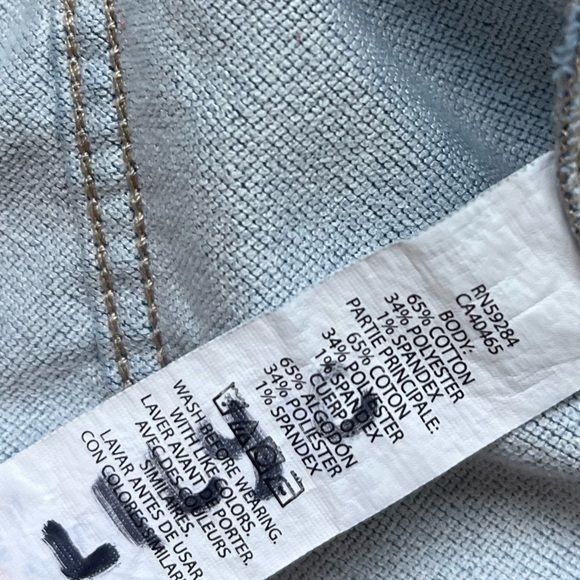 RN59284
CA40465
BODY:
65% COTTON
34% POLYESTER
1% SPANDEX
PARTIE PRINCIPALE:
65% COTON
34% POLYESTER
1% SPANDEX
CUERPO:
65% ALGODÓN
34% POLIESTER
1% SPANDEX
WASH BEFORE WEARING.
WITH LIKE COLORS.
LAVER AVANT DE PORTER.
AVEC DES COULEURS
SIMILAIRES.
LAVAR ANTES DE USAR
CON COLORES SIMILAR